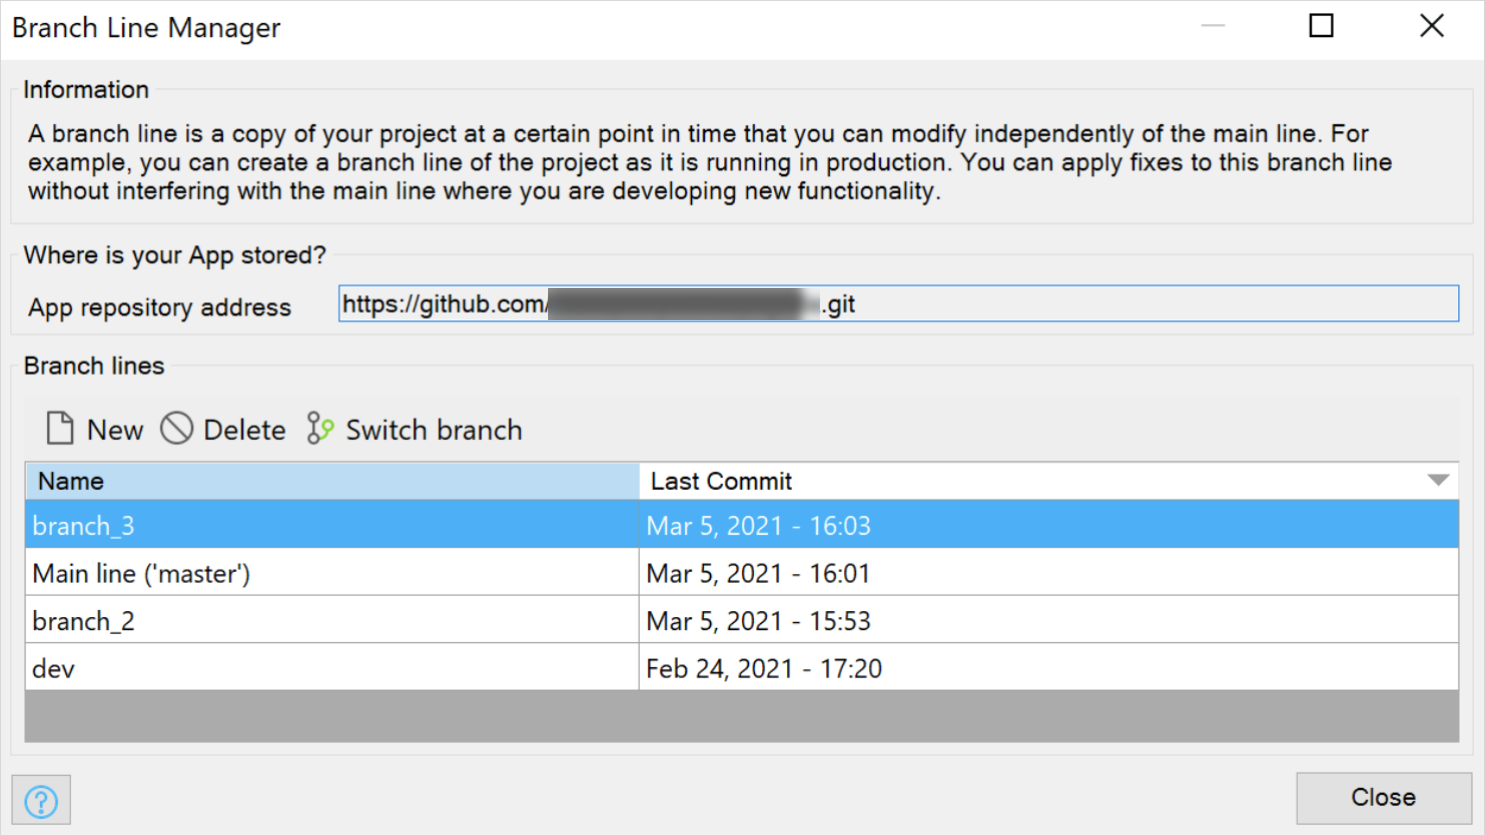 Branch Line Manager
Information
A branch line is a copy of your project at a certain point in time that you can modify independently of the main line. For
example, you can create a branch line of the project as it is running in production. You can apply fixes to this branch line
without interfering with the main line where you are developing new functionality.
Where is your App stored?
App repository address https://github.com/ .git
Branch lines
New Delete Switch branch
Name Last Commit
branch_3 Mar 5, 2021 - 16:03
Main line ('master') Mar 5, 2021 - 16:01
branch_2 Mar 5, 2021 - 15:53
dev Feb 24, 2021 - 17:20
? Close